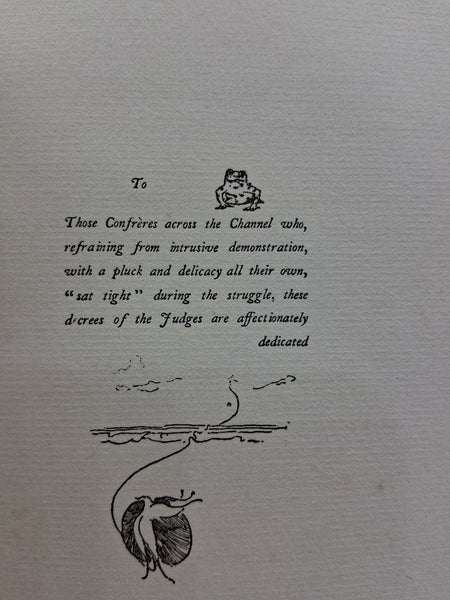 To
Those Confrères across the Channel who,
refraining from intrusive demonstration,
with a pluck and delicacy all their own,
“sat tight” during the struggle, these
decrees of the Judges are affectionately
dedicated